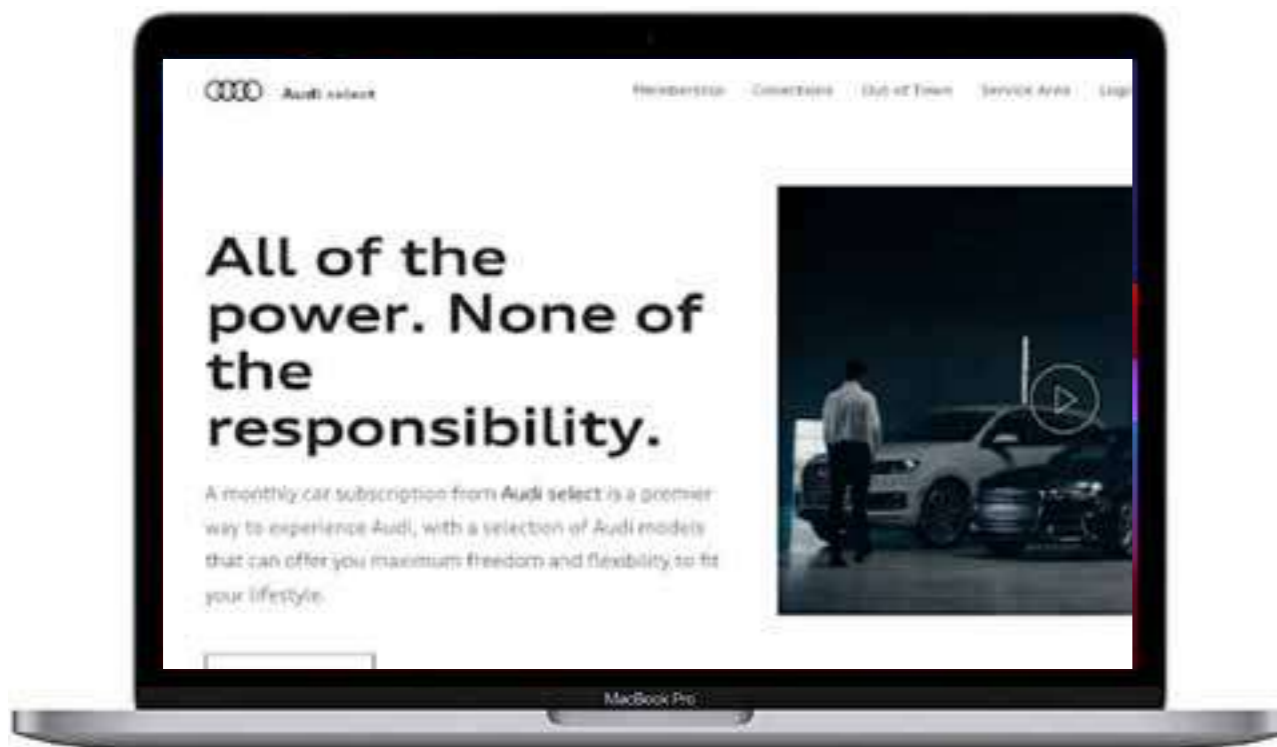 Audi select
Membership Collections Out of Town Service Area Login
All of the
power. None of
the
responsibility.
A monthly car subscription from Audi select is a premier
way to experience Audi, with a selection of Audi models
that can offer you maximum freedom and flexibility to fit
your lifestyle.
MacBook Pro